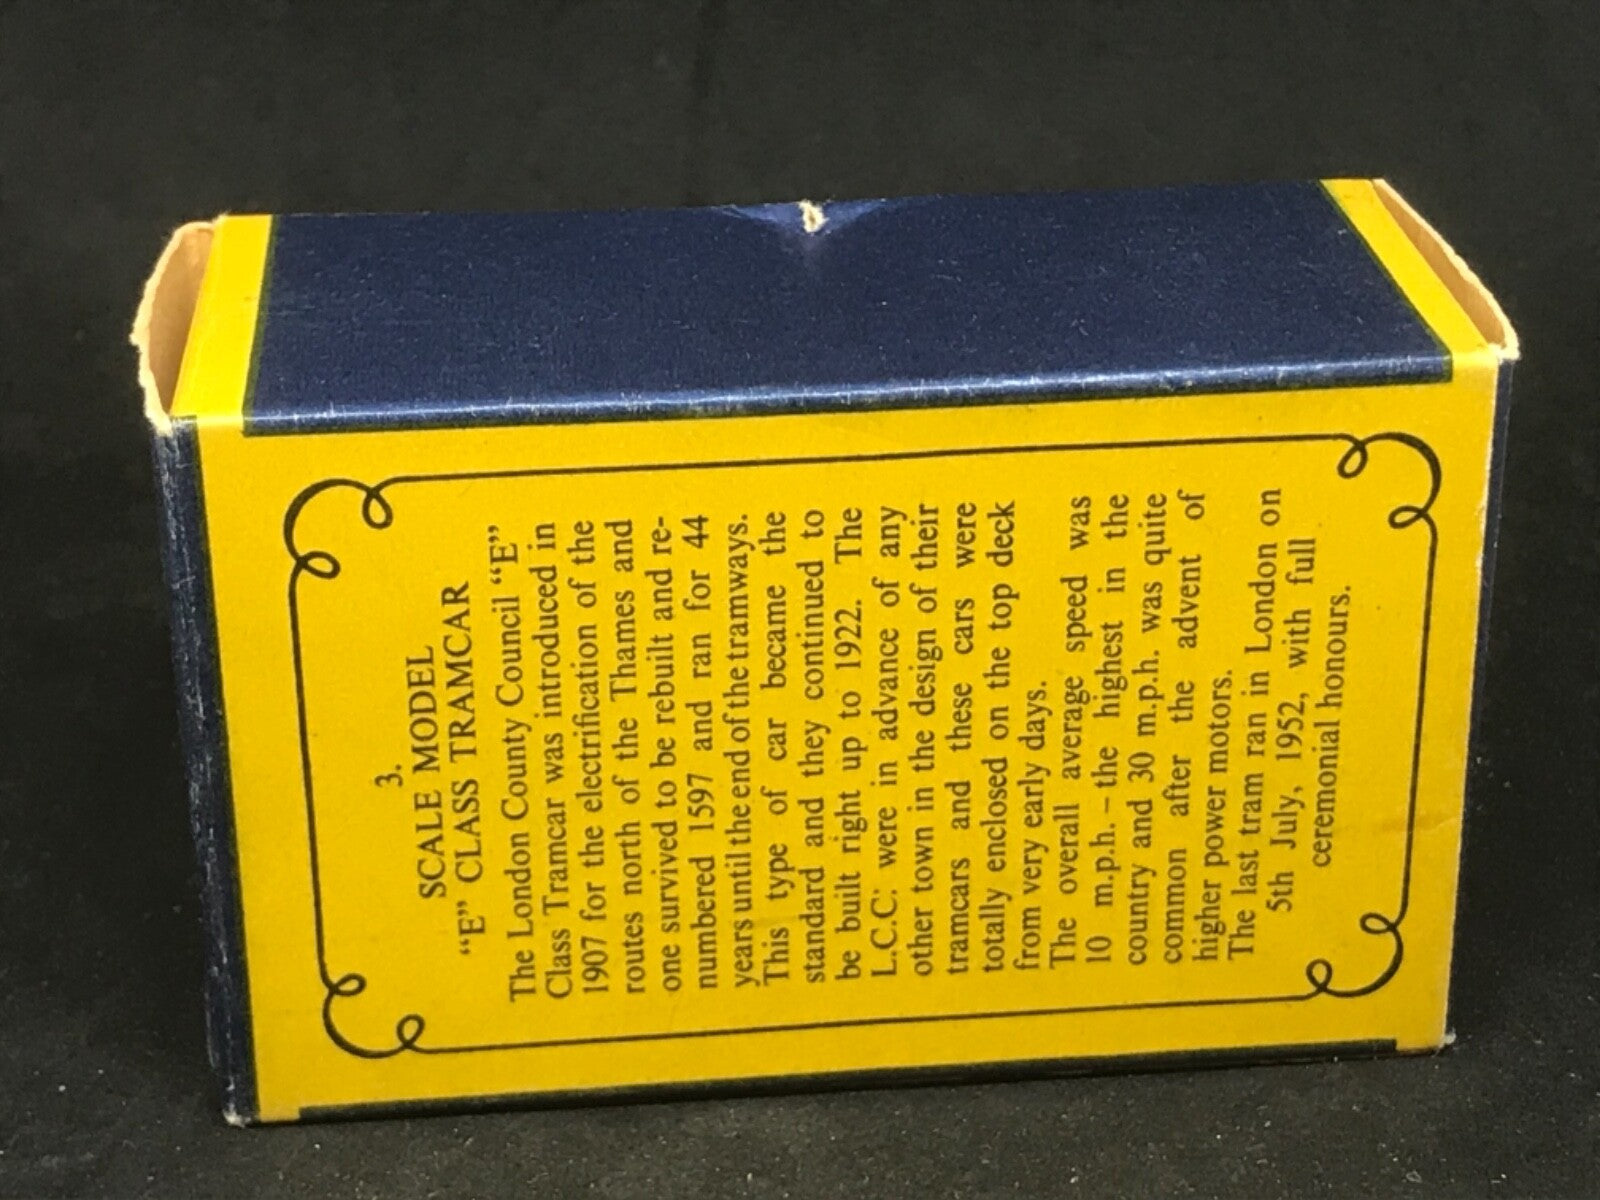 3.
SCALE MODEL
“E” CLASS TRAMCAR
The London County Council “E”
Class Tramcar was introduced in
1907 for the electrification of the
routes north of the Thames and
one survived to be rebuilt and re-
numbered 1597 and ran for 44
years until the end of the tramways.
This type of car became the
standard and they continued to
be built right up to 1922. The
L.C.C. were in advance of any
other town in the design of their
tramcars and these cars were
totally enclosed on the top deck
from very early days.
The overall average speed was
10 m.p.h. – the highest in the
country and 30 m.p.h. was quite
common after the advent of
higher power motors.
The last tram ran in London on
5th July, 1952, with full
ceremonial honours.